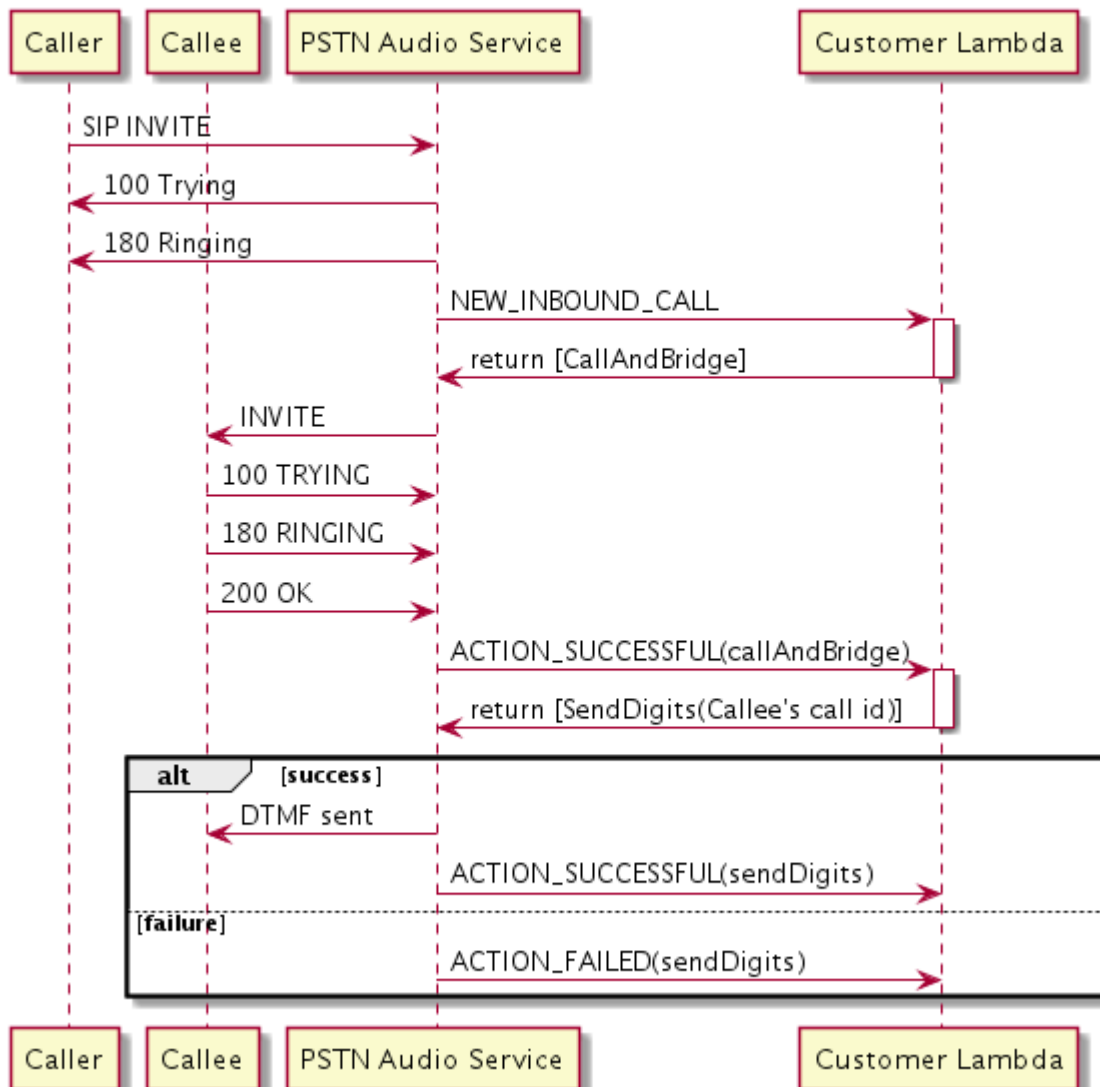 Caller Callee PSTN Audio Service Customer Lambda
SIP INVITE
100 Trying
180 Ringing
NEW_INBOUND_CALL
return [CallAndBridge]
INVITE
100 TRYING
180 RINGING
200 OK
ACTION_SUCCESSFUL(callAndBridge)
return [SendDigits(Callee's call id)]
alt [success]
DTMF sent
ACTION_SUCCESSFUL(sendDigits)
[failure]
ACTION_FAILED(sendDigits)
Caller Callee PSTN Audio Service Customer Lambda